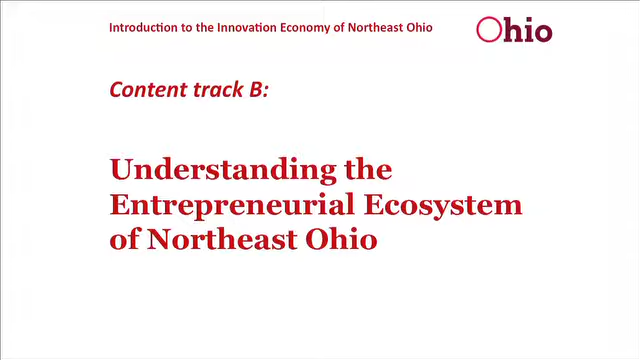 Introduction to the Innovation Economy of Northeast Ohio
Ohio
Content track B:
Understanding the
Entrepreneurial Ecosystem
of Northeast Ohio